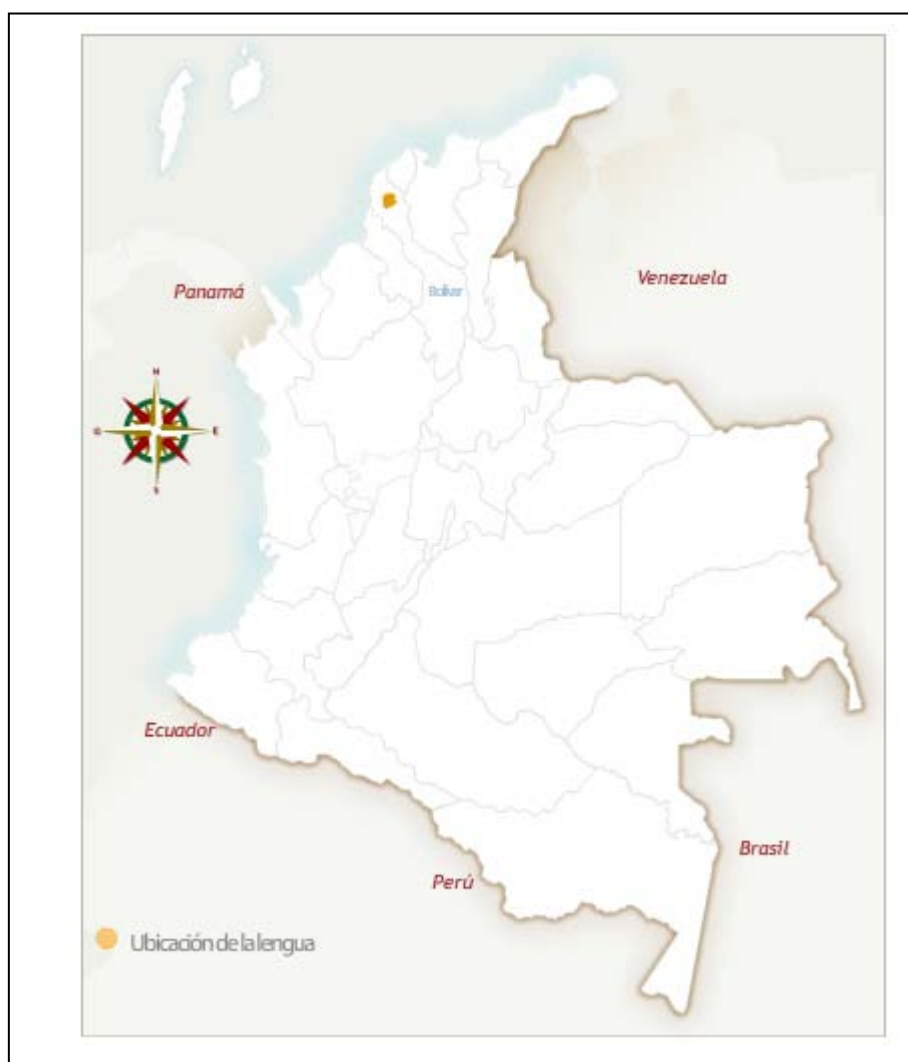 Panamá
Venezuela
Bolívar
N
O
E
S
Ecuador
Brasil
Perú
Ubicación de la lengua